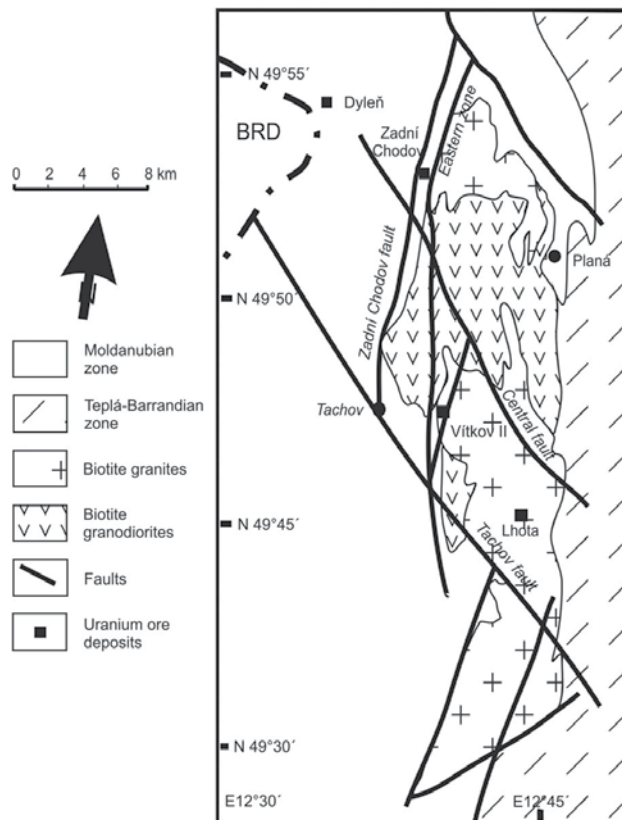 N 49°55´
Dyleň
BRD
Zadní
Chodov
Eastern zone
0 2 4 6 8 km
N
Planá
Zadní Chodov fault
N 49°50´
Moldanubian
zone
Teplá-Barrandian
zone
Tachov
Vítkov II
Central fault
Biotite granites
Biotite
granodiorites
N 49°45´
Lhota
Tachov fault
Faults
Uranium ore
deposits
N 49°30´
E12°30´
E12°45´